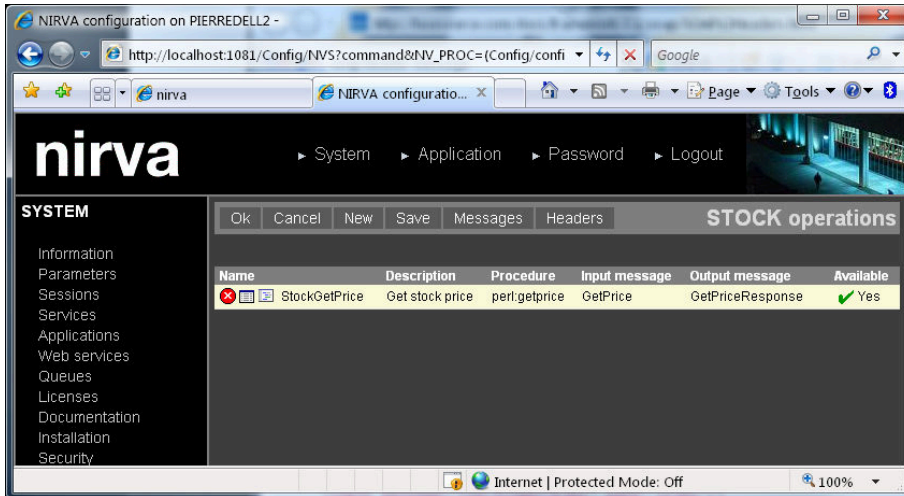 NIRVA configuration on PIERREDELL2 -
http://localhost:1081/Config/NVS?command&NV_PROC=(Config/confi
Google
nirva
NIRVA configuratio...
Page
Tools
nirva
System
Application
Password
Logout
SYSTEM
Ok Cancel New Save Messages Headers
STOCK operations
Information
Parameters
Sessions
Services
Applications
Web services
Queues
Licenses
Documentation
Installation
Security
Name Description Procedure Input message Output message Available
StockGetPrice Get stock price perl:getprice GetPrice GetPriceResponse Yes
Internet | Protected Mode: Off
100%